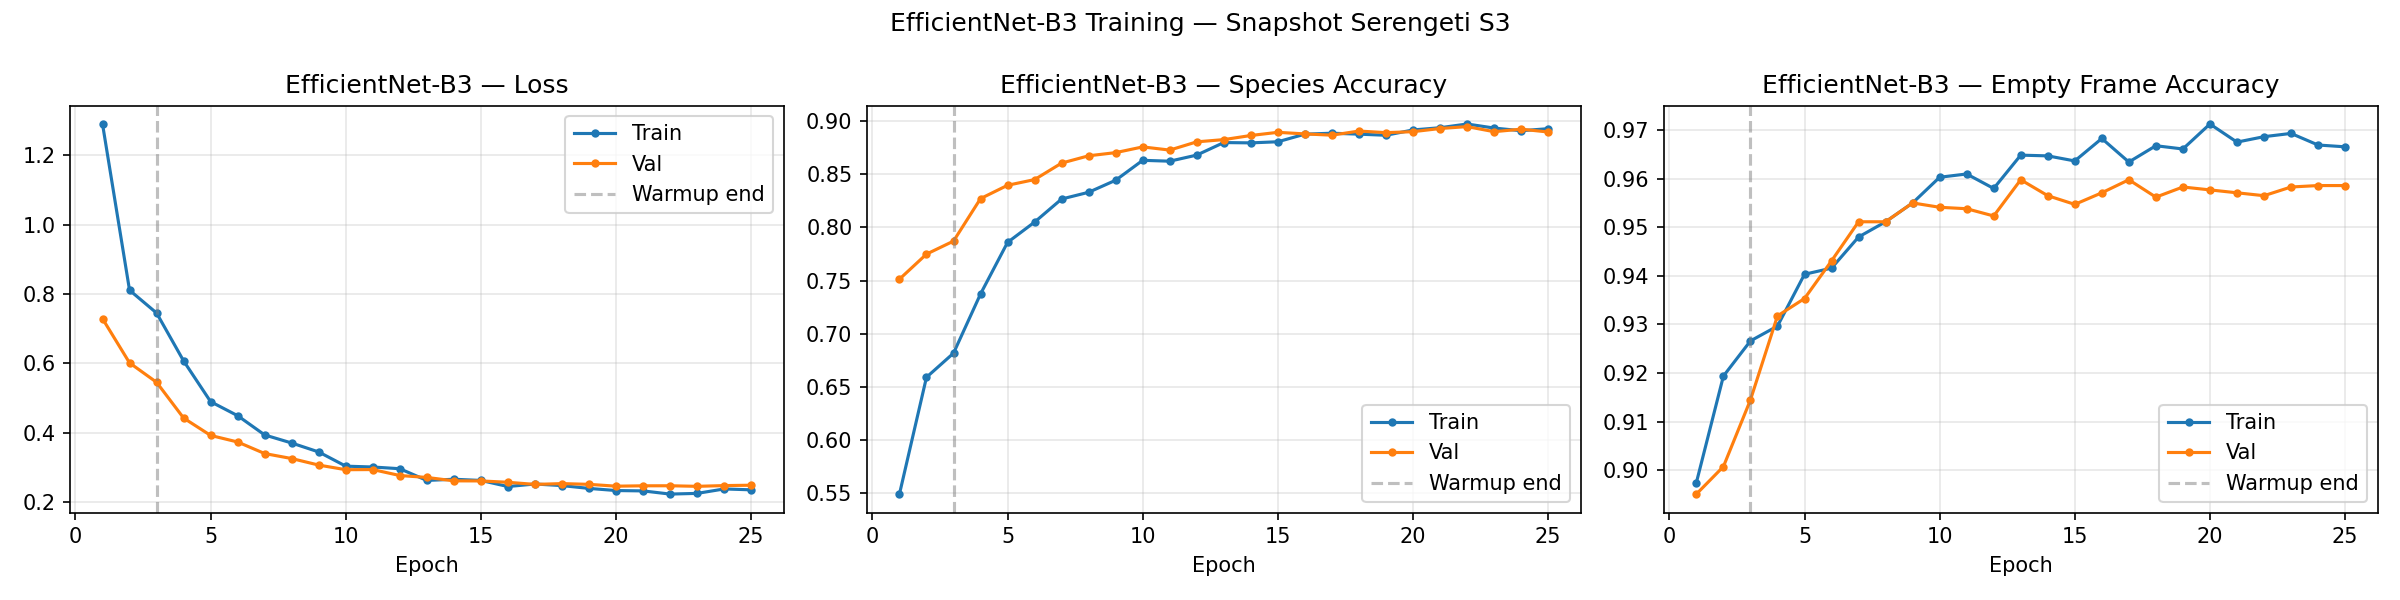 EfficientNet-B3 Training — Snapshot Serengeti S3
EfficientNet-B3 — Loss
1.2
1.0
0.8
0.6
0.4
0.2
0
5
10
15
20
25
Epoch
Train
Val
Warmup end
EfficientNet-B3 — Species Accuracy
0.90
0.85
0.80
0.75
0.70
0.65
0.60
0.55
0
5
10
15
20
25
Epoch
Train
Val
Warmup end
EfficientNet-B3 — Empty Frame Accuracy
0.97
0.96
0.95
0.94
0.93
0.92
0.91
0.90
0
5
10
15
20
25
Epoch
Train
Val
Warmup end